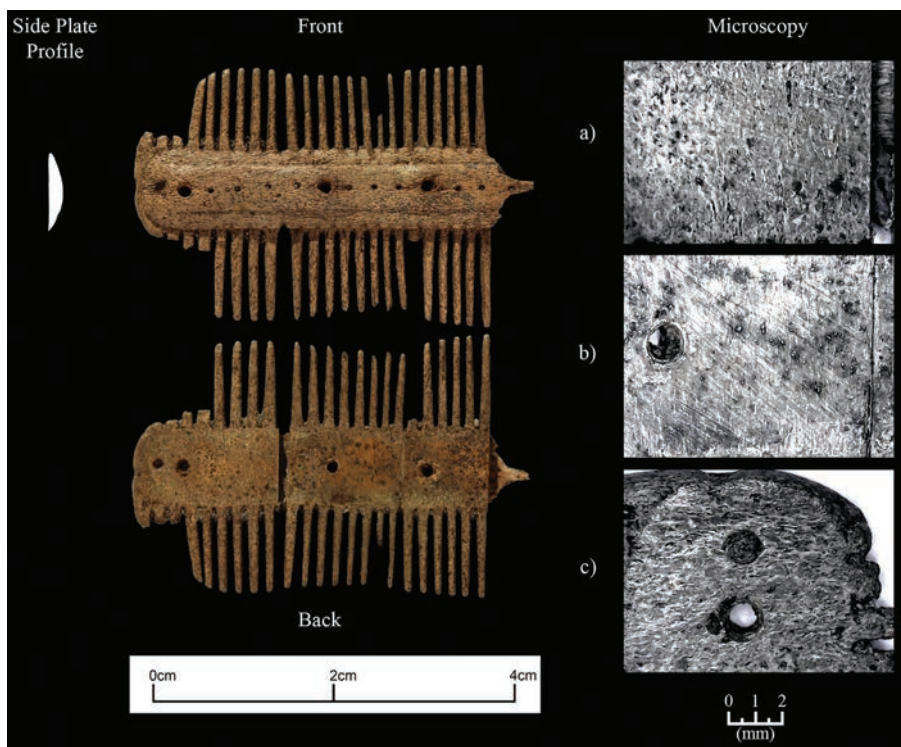 Side Plate
Profile
Front
Microscopy
a)
b)
c)
Back
0cm 2cm 4cm
0 1 2
(mm)